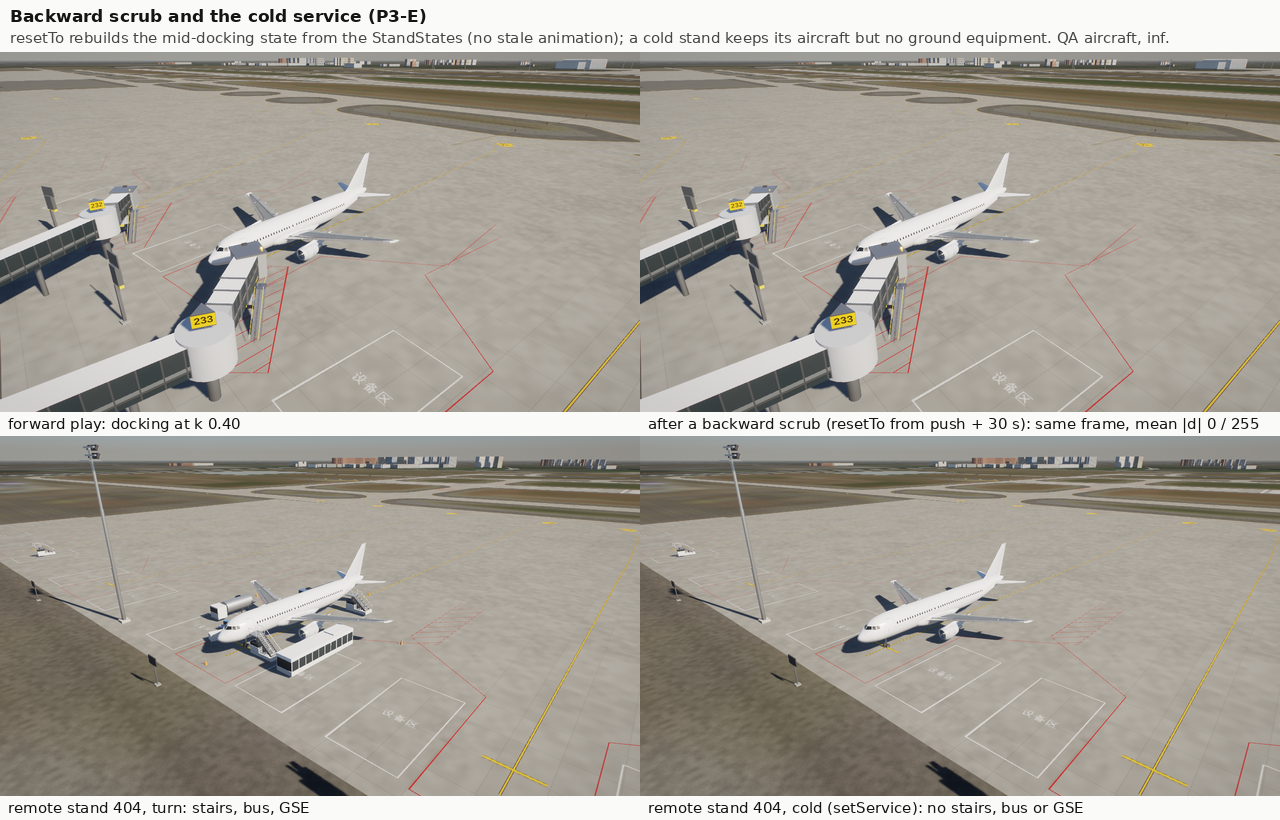 Backward scrub and the cold service (P3-E)
resetTo rebuilds the mid-docking state from the StandStates (no stale animation); a cold stand keeps its aircraft but no ground equipment. QA aircraft, inf.
232
233
设备区
232
233
设备区
forward play: docking at k 0.40
after a backward scrub (resetTo from push + 30 s): same frame, mean |d| 0 / 255
设备区
设备区
设备区
remote stand 404, turn: stairs, bus, GSE
remote stand 404, cold (setService): no stairs, bus or GSE